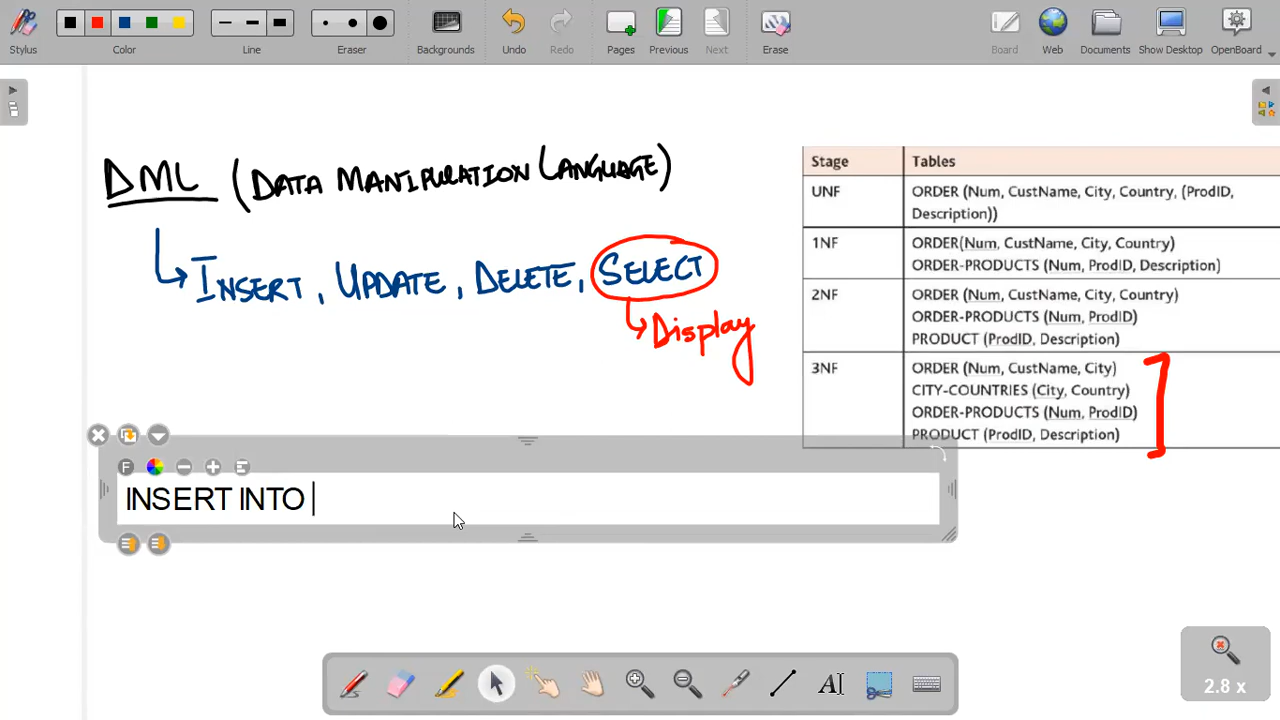 Stylus
Color
Line
Eraser
Backgrounds
Undo
Redo
Pages
Previous
Next
Erase
Board
Web
Documents
Show Desktop
OpenBoard
DML (DATA MANIPULATION LANGUAGE)
INSERT, UPDATE, DELETE, SELECT
Display
Stage Tables
UNF ORDER (Num, CustName, City, Country, (ProdID,
Description))
1NF ORDER(Num, CustName, City, Country)
ORDER-PRODUCTS (Num, ProdID, Description)
2NF ORDER (Num, CustName, City, Country)
ORDER-PRODUCTS (Num, ProdID)
PRODUCT (ProdID, Description)
3NF ORDER (Num, CustName, City)
CITY-COUNTRIES (City, Country)
ORDER-PRODUCTS (Num, ProdID)
PRODUCT (ProdID, Description)
F
INSERT INTO
AI
2.8 x